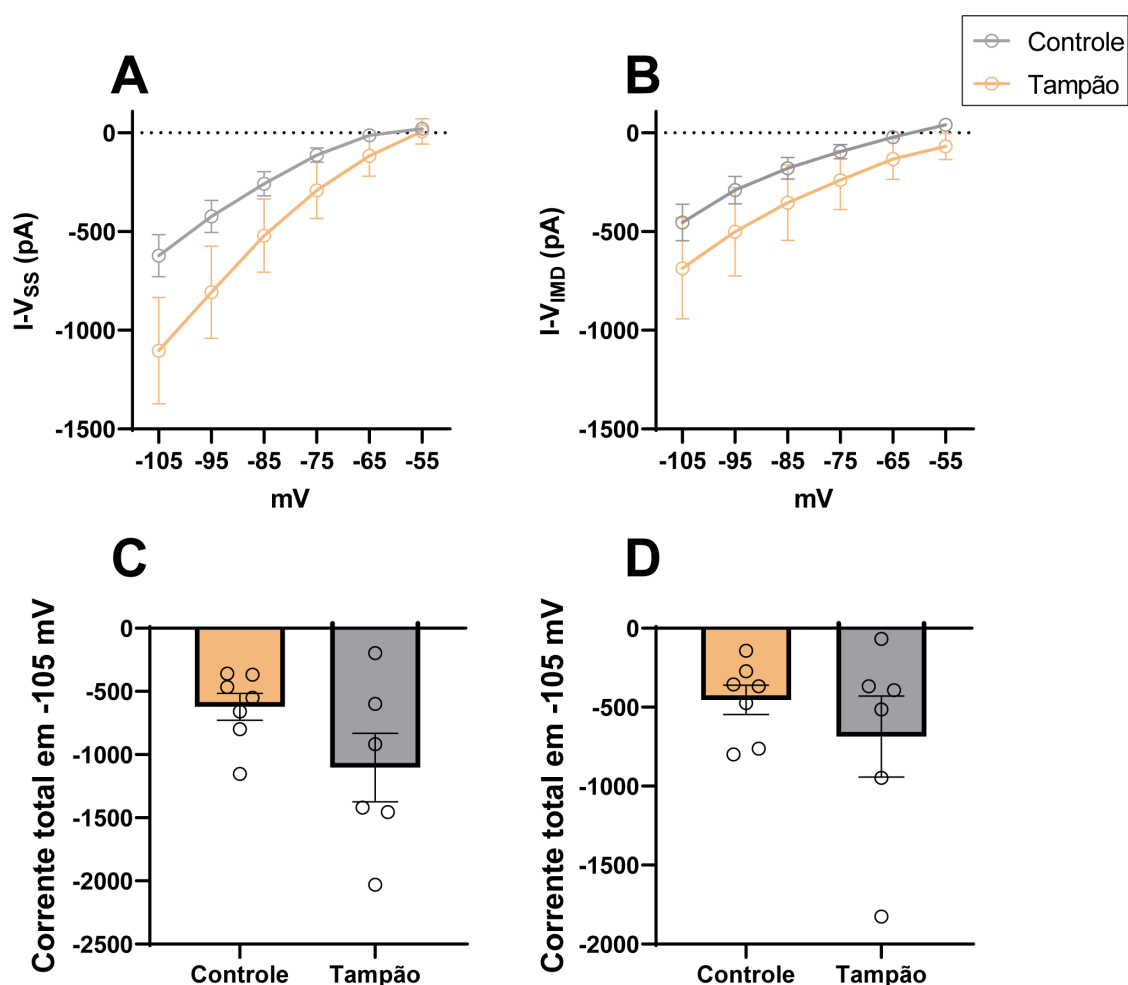 Controle
Tampão
A
B
0
-500
-1000
-1500
I-VSS (pA)
-105 -95 -85 -75 -65 -55
mV
0
-500
-1000
-1500
I-VIMD (pA)
-105 -95 -85 -75 -65 -55
mV
C
D
0
-500
-1000
-1500
-2000
-2500
Corrente total em -105 mV
Controle Tampão
0
-500
-1000
-1500
-2000
Corrente total em -105 mV
Controle Tampão